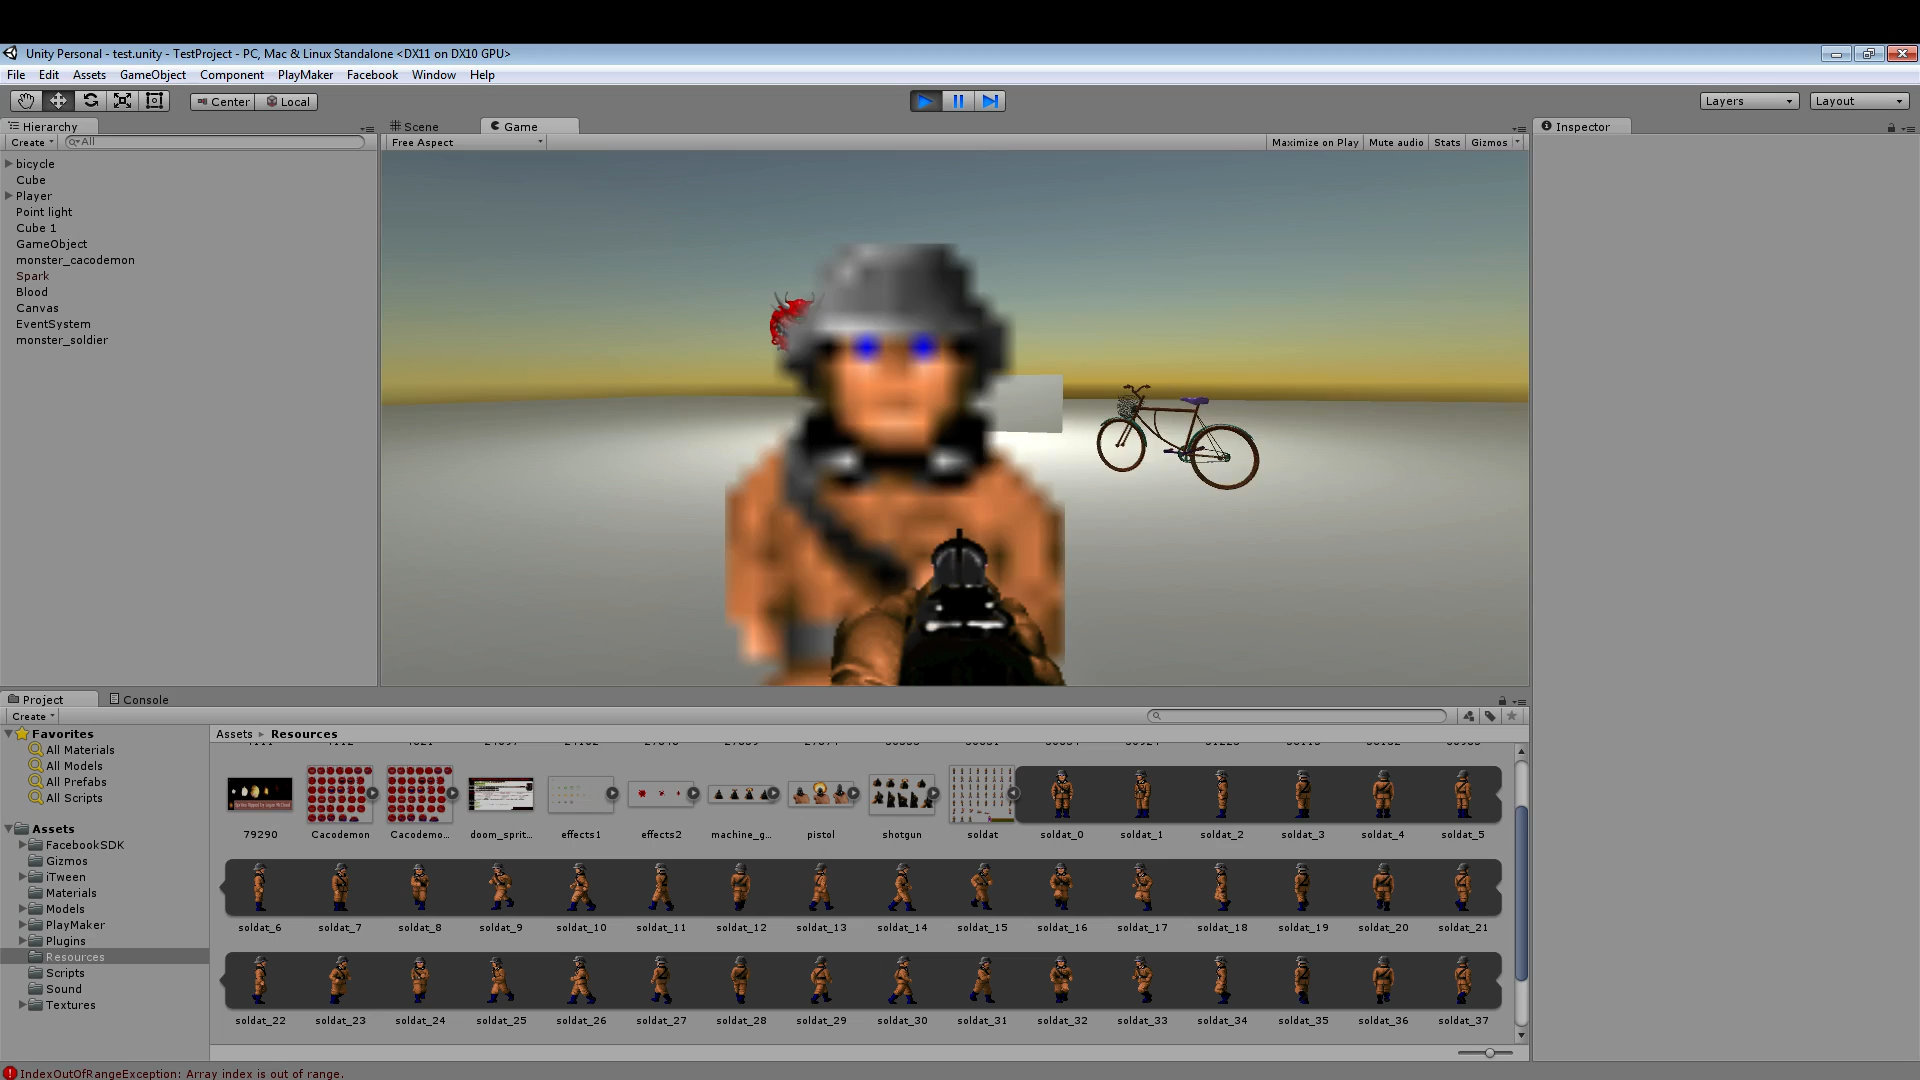 Unity Personal - test.unity - TestProject - PC, Mac & Linux Standalone <DX11 on DX10 GPU>
File Edit Assets GameObject Component PlayMaker Facebook Window Help
Center Local Layers Layout
Hierarchy
Create All
bicycle
Cube
Player
Point light
Cube 1
GameObject
monster_cacodemon
Spark
Blood
Canvas
EventSystem
monster_soldier
Scene Game
Free Aspect Maximize on Play Mute audio Stats Gizmos
Inspector
Project Console
Create
Favorites
All Materials
All Models
All Prefabs
All Scripts
Assets
FacebookSDK
Gizmos
iTween
Materials
Models
PlayMaker
Plugins
Resources
Scripts
Sound
Textures
Assets Resources
79290 Cacodemon Cacodemo... doom_sprit... effects1 effects2 machine_g... pistol shotgun soldat soldat_0 soldat_1 soldat_2 soldat_3 soldat_4 soldat_5
soldat_6 soldat_7 soldat_8 soldat_9 soldat_10 soldat_11 soldat_12 soldat_13 soldat_14 soldat_15 soldat_16 soldat_17 soldat_18 soldat_19 soldat_20 soldat_21
soldat_22 soldat_23 soldat_24 soldat_25 soldat_26 soldat_27 soldat_28 soldat_29 soldat_30 soldat_31 soldat_32 soldat_33 soldat_34 soldat_35 soldat_36 soldat_37
IndexOutOfRangeException: Array index is out of range.